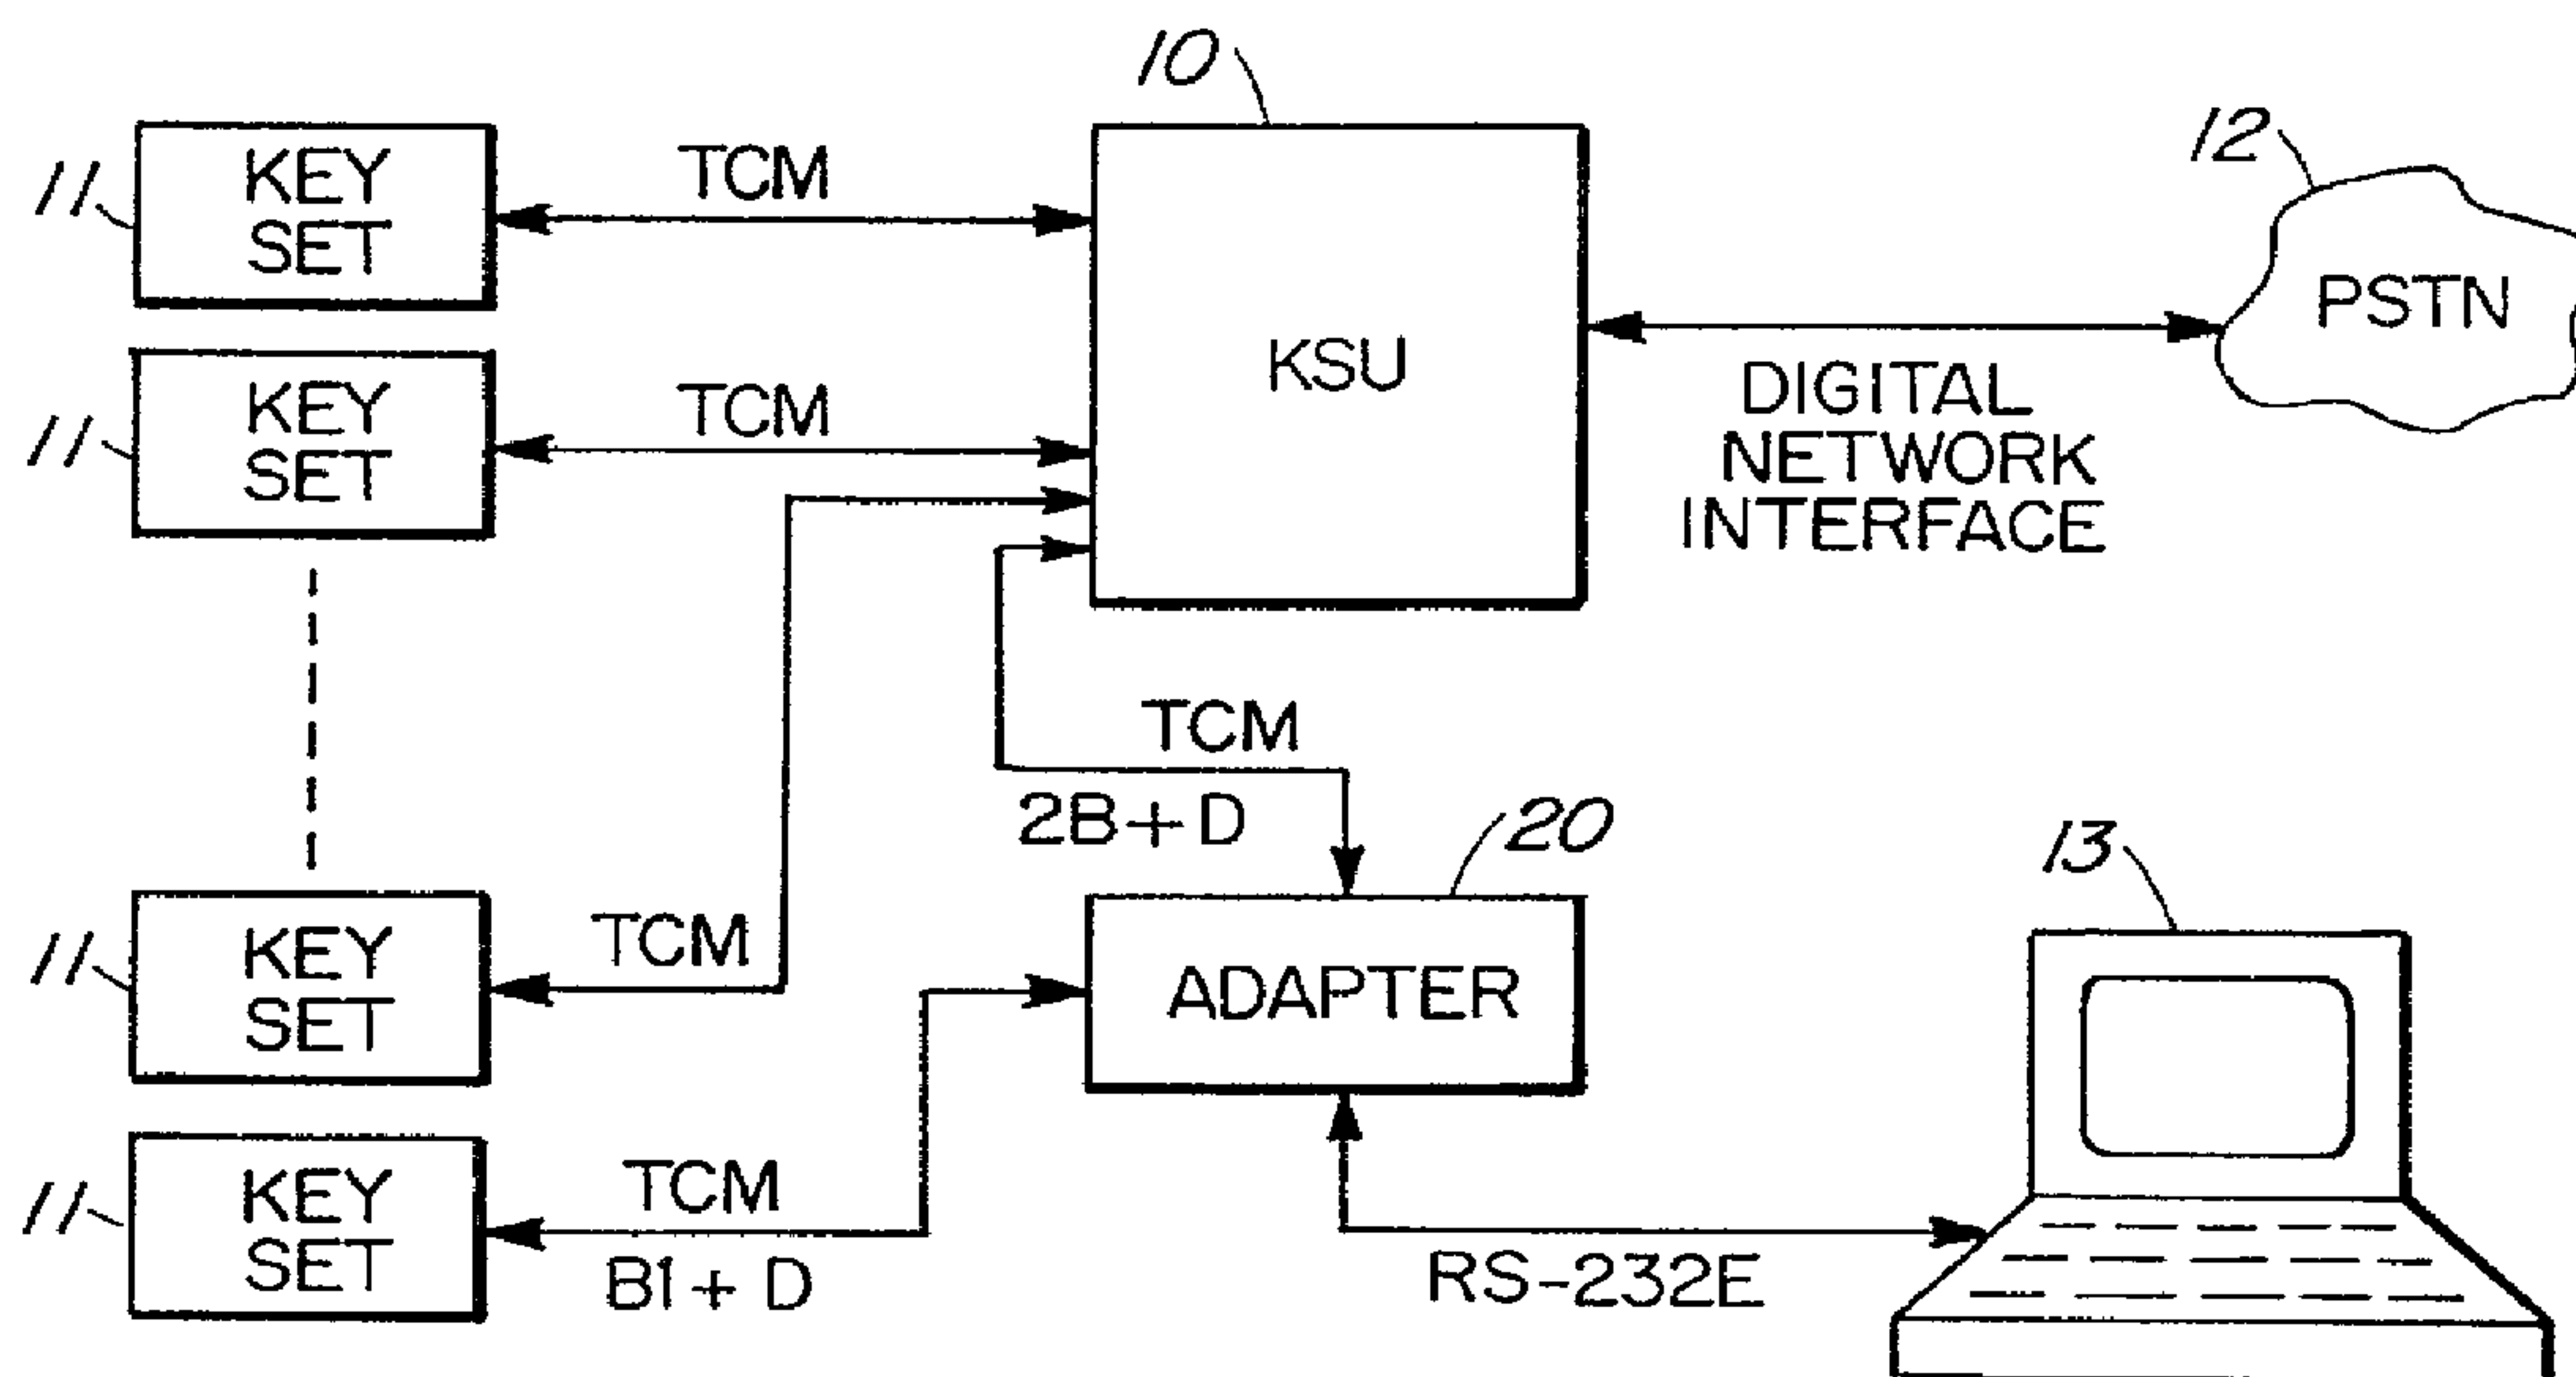 10
12
11
KEY
SET
TCM
KSU
PSTN
DIGITAL
NETWORK
INTERFACE
11
KEY
SET
TCM
TCM
2B+D
20
13
11
KEY
SET
TCM
ADAPTER
11
KEY
SET
TCM
B1+D
RS-232E